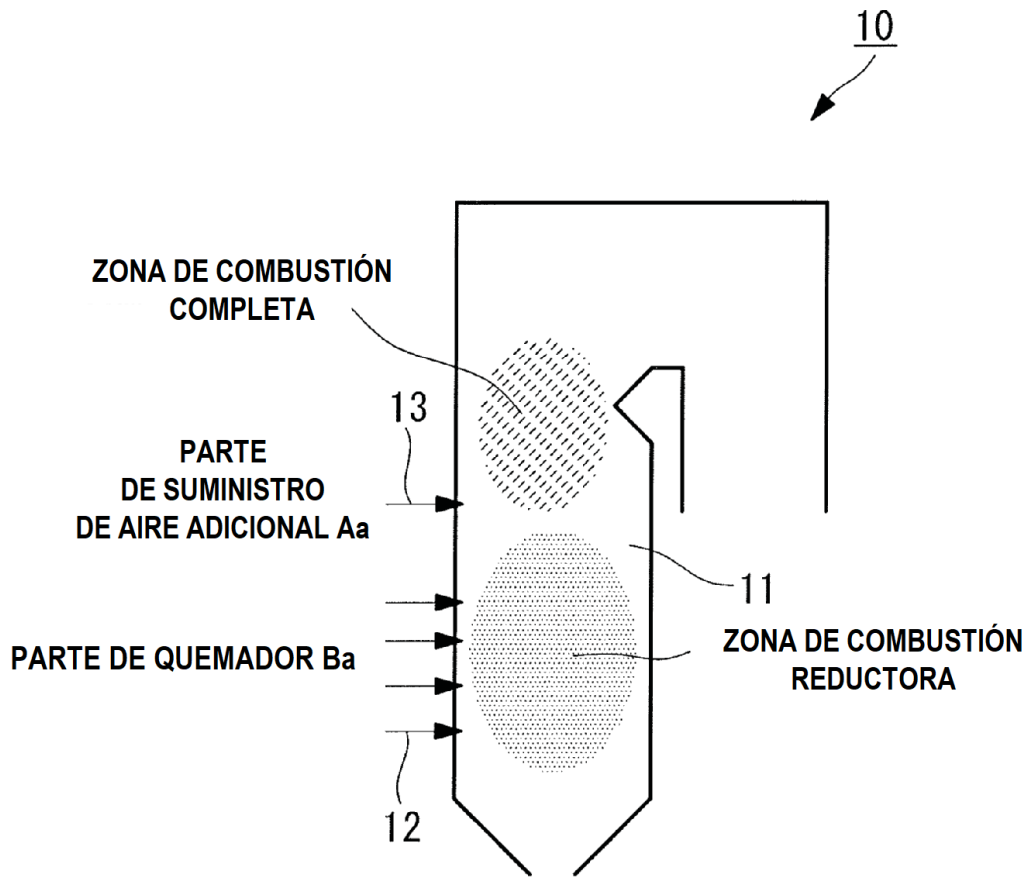 10
ZONA DE COMBUSTIÓN
COMPLETA
13
PARTE
DE SUMINISTRO
DE AIRE ADICIONAL Aa
11
PARTE DE QUEMADOR Ba
ZONA DE COMBUSTIÓN
REDUCTORA
12